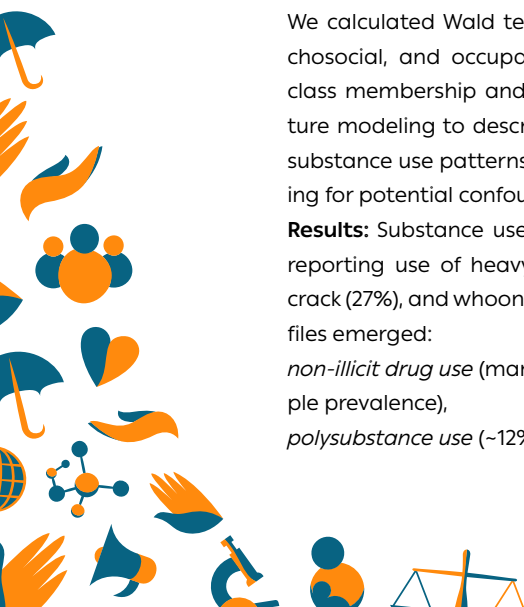 We calculated Wald te
chosocial, and occupa
class membership and
ture modeling to descr
substance use patterns
ing for potential confou
Results: Substance use
reporting use of heavy
crack (27%), and whoon
files emerged:
non-illicit drug use (mar
ple prevalence),
polysubstance use (~12%